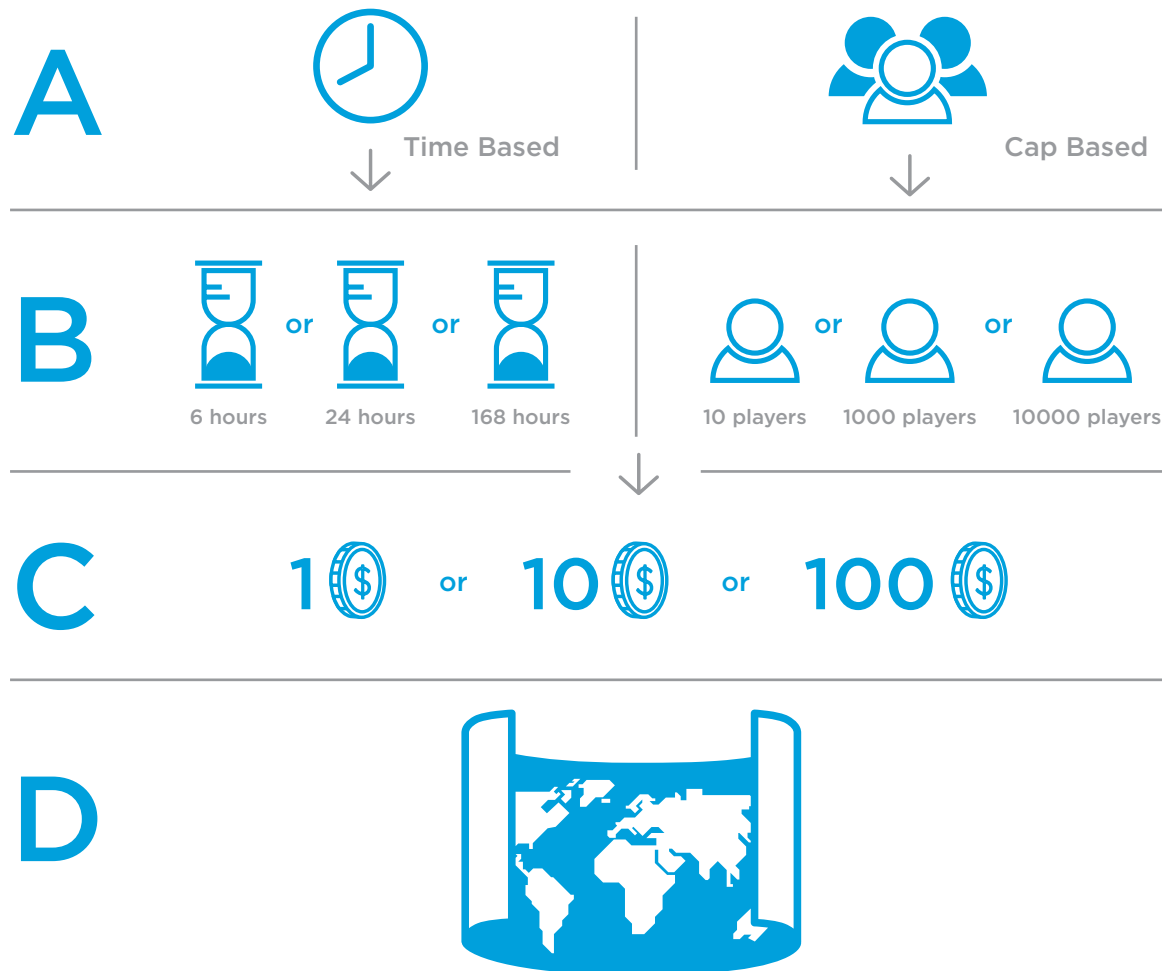 A
Time Based
Cap Based
B
or or or or
6 hours 24 hours 168 hours 10 players 1000 players 10000 players
C
1 $ or 10 $ or 100 $
D